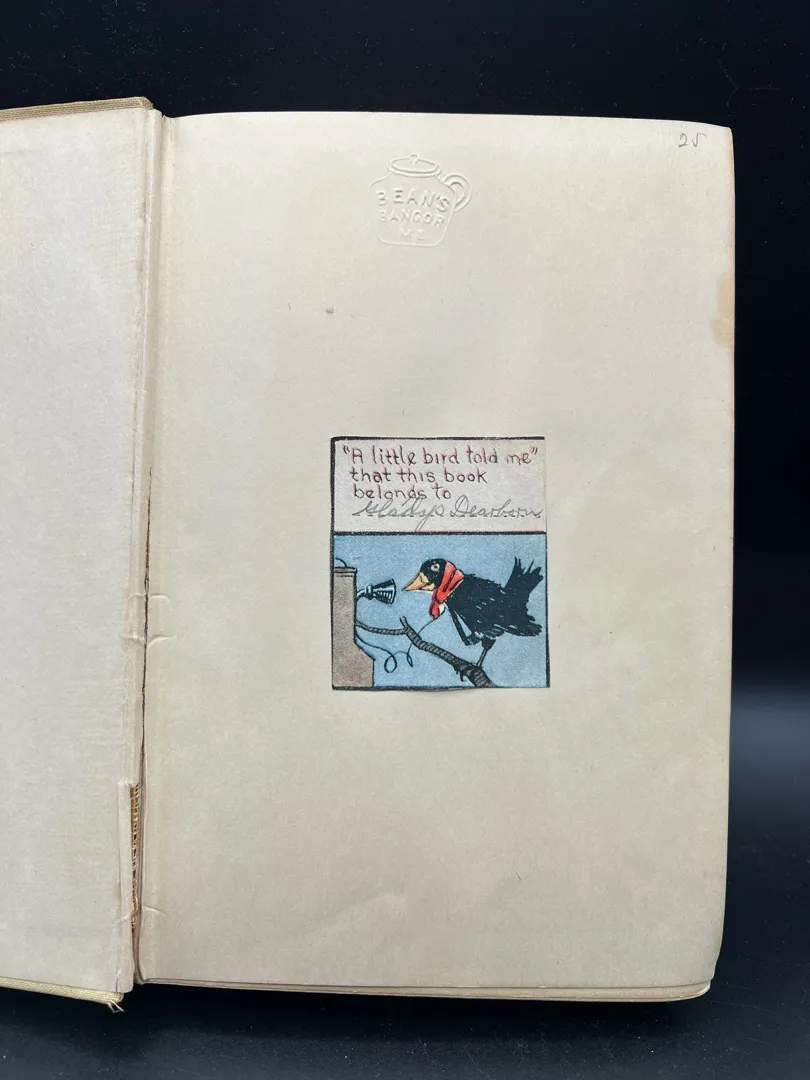 25
BEAN'S
BANGOR
ME
"A little bird told me"
that this book
belongs to
Gladys Dearborn